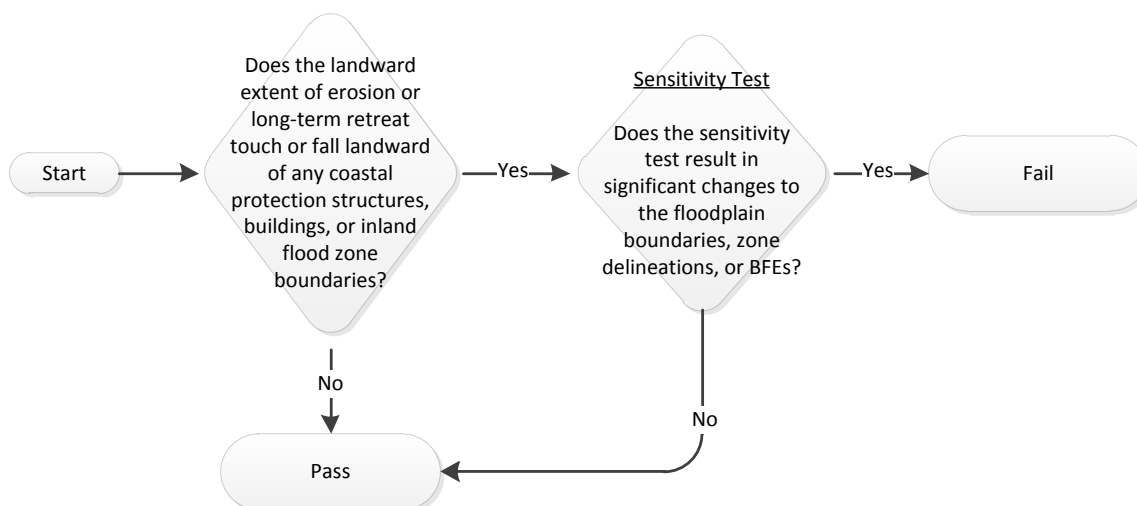 Start
Does the landward
extent of erosion or
long-term retreat
touch or fall landward
of any coastal
protection structures,
buildings, or inland
flood zone
boundaries?
Yes
Sensitivity Test
Does the sensitivity
test result in
significant changes to
the floodplain
boundaries, zone
delineations, or BFEs?
Yes
Fail
No
No
Pass